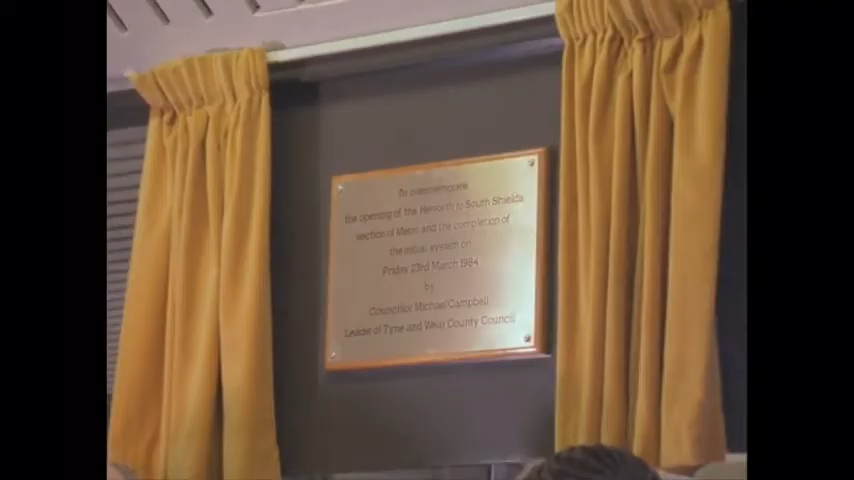 To commemorate
the opening of the Heworth to South Shields
section of Metro and the completion of
the initial system on
Friday 23rd March 1984
by
Councillor Michael Campbell
Leader of Tyne and Wear County Council